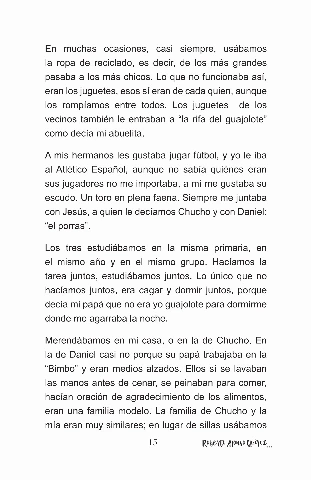 En muchas ocasiones, casi siempre, usábamos
la ropa de reciclado, es decir, de los más grandes
pasaba a los más chicos. Lo que no funcionaba así,
eran los juguetes, esos sí eran de cada quien, aunque
los rompíamos entre todos. Los juguetes de los
vecinos también le entraban a "la rifa del guajolote"
como decía mi abuelita.
A mis hermanos les gustaba jugar fútbol, y yo le iba
al Atlético Español, aunque no sabía quiénes eran
sus jugadores no me importaba, a mí me gustaba su
escudo. Un toro en plena faena. Siempre me juntaba
con Jesús, a quien le decíamos Chucho y con Daniel:
"el porras".
Los tres estudiábamos en la misma primaria, en
el mismo año y en el mismo grupo. Hacíamos la
tarea juntos, estudiábamos juntos. Lo único que no
hacíamos juntos, era cagar y dormir juntos, porque
decía mi papá que no era yo guajolote para dormirme
donde me agarraba la noche.
Merendábamos en mi casa, o en la de Chucho. En
la de Daniel casi no porque su papá trabajaba en la
"Bimbo" y eran medios alzados. Ellos sí se lavaban
las manos antes de cenar, se peinaban para comer,
hacían oración de agradecimiento de los alimentos,
eran una familia modelo. La familia de Chucho y la
mía eran muy similares; en lugar de sillas usábamos
15